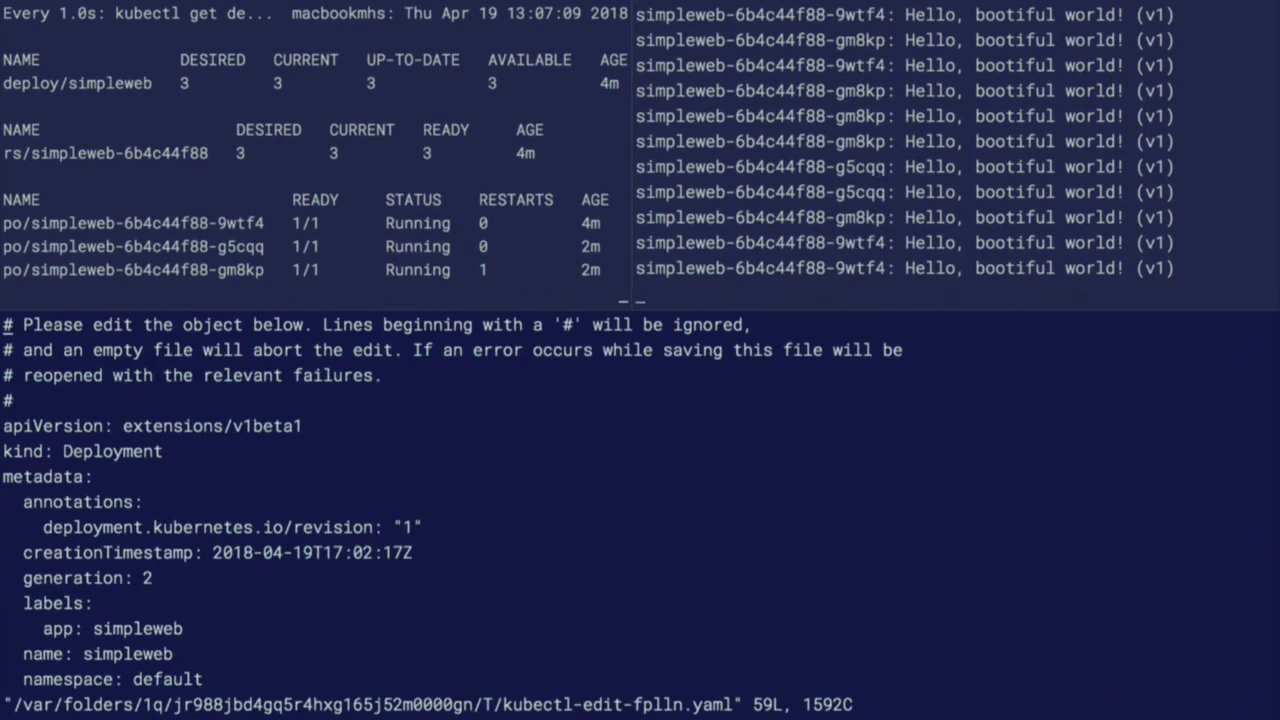 Every 1.0s: kubectl get de...  macbookmhs: Thu Apr 19 13:07:09 2018
NAME DESIRED CURRENT UP-TO-DATE AVAILABLE AGE
deploy/simpleweb 3 3 3 3 4m
NAME DESIRED CURRENT READY AGE
rs/simpleweb-6b4c44f88 3 3 3 4m
NAME READY STATUS RESTARTS AGE
po/simpleweb-6b4c44f88-9wtf4 1/1 Running 0 4m
po/simpleweb-6b4c44f88-g5cqq 1/1 Running 0 2m
po/simpleweb-6b4c44f88-gm8kp 1/1 Running 1 2m
simpleweb-6b4c44f88-9wtf4: Hello, bootiful world! (v1)
simpleweb-6b4c44f88-gm8kp: Hello, bootiful world! (v1)
simpleweb-6b4c44f88-9wtf4: Hello, bootiful world! (v1)
simpleweb-6b4c44f88-gm8kp: Hello, bootiful world! (v1)
simpleweb-6b4c44f88-gm8kp: Hello, bootiful world! (v1)
simpleweb-6b4c44f88-gm8kp: Hello, bootiful world! (v1)
simpleweb-6b4c44f88-g5cqq: Hello, bootiful world! (v1)
simpleweb-6b4c44f88-g5cqq: Hello, bootiful world! (v1)
simpleweb-6b4c44f88-gm8kp: Hello, bootiful world! (v1)
simpleweb-6b4c44f88-9wtf4: Hello, bootiful world! (v1)
simpleweb-6b4c44f88-9wtf4: Hello, bootiful world! (v1)
# Please edit the object below. Lines beginning with a '#' will be ignored,
# and an empty file will abort the edit. If an error occurs while saving this file will be
# reopened with the relevant failures.
#
apiVersion: extensions/v1beta1
kind: Deployment
metadata:
  annotations:
    deployment.kubernetes.io/revision: "1"
  creationTimestamp: 2018-04-19T17:02:17Z
  generation: 2
  labels:
    app: simpleweb
  name: simpleweb
  namespace: default
"/var/folders/1q/jr988jbd4gq5r4hxg165j52m0000gn/T/kubectl-edit-fplln.yaml" 59L, 1592C